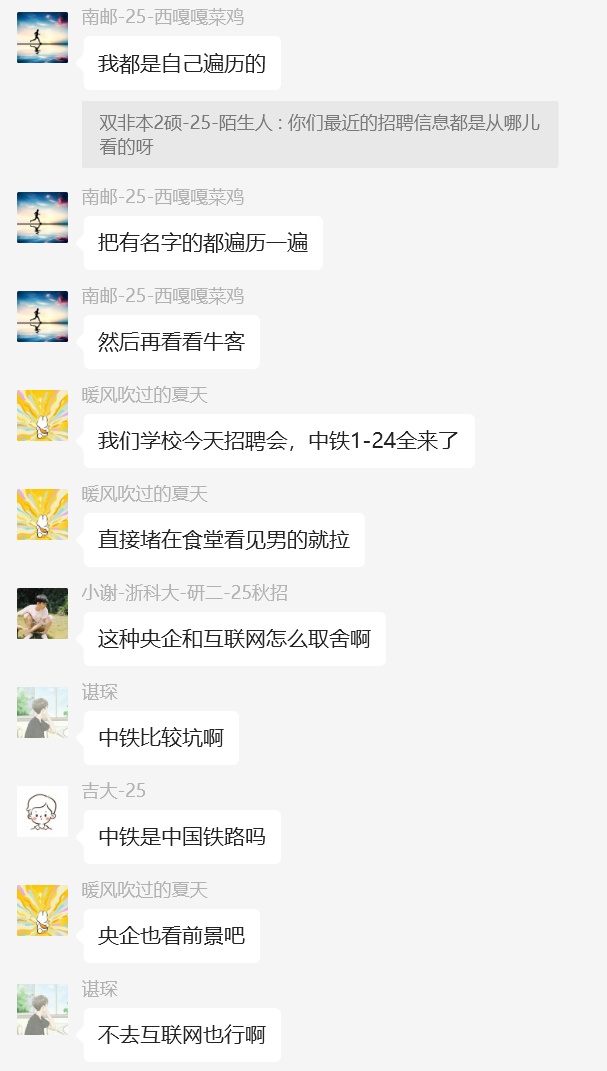 南邮-25-西嘎嘎菜鸡
我都是自己遍历的
双非本2硕-25-陌生人 : 你们最近的招聘信息都是从哪儿
看的呀
南邮-25-西嘎嘎菜鸡
把有名字的都遍历一遍
南邮-25-西嘎嘎菜鸡
然后再看看牛客
暖风吹过的夏天
我们学校今天招聘会，中铁1-24全来了
暖风吹过的夏天
直接堵在食堂看见男的就拉
小谢-浙科大-研二-25秋招
这种央企和互联网怎么取舍啊
谌琛
中铁比较坑啊
吉大-25
中铁是中国铁路吗
暖风吹过的夏天
央企也看前景吧
谌琛
不去互联网也行啊